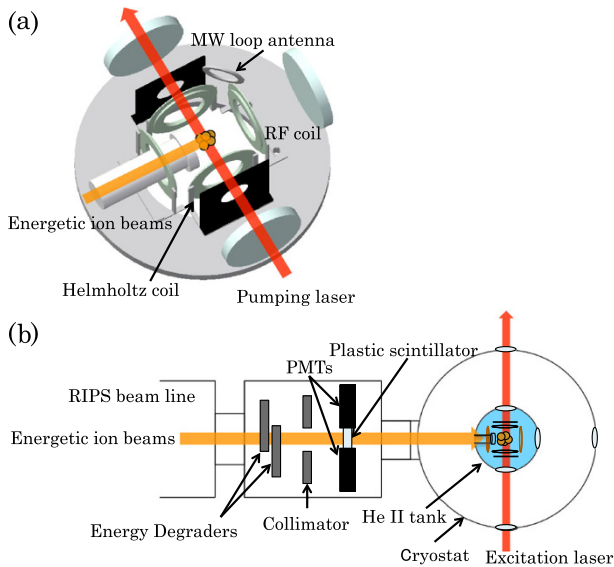 (a)
MW loop antenna
RF coil
Energetic ion beams
Helmholtz coil
Pumping laser
(b)
Plastic scintillator
PMTs
RIPS beam line
Energetic ion beams
He II tank
Collimator
Energy Degraders
Cryostat
Excitation laser